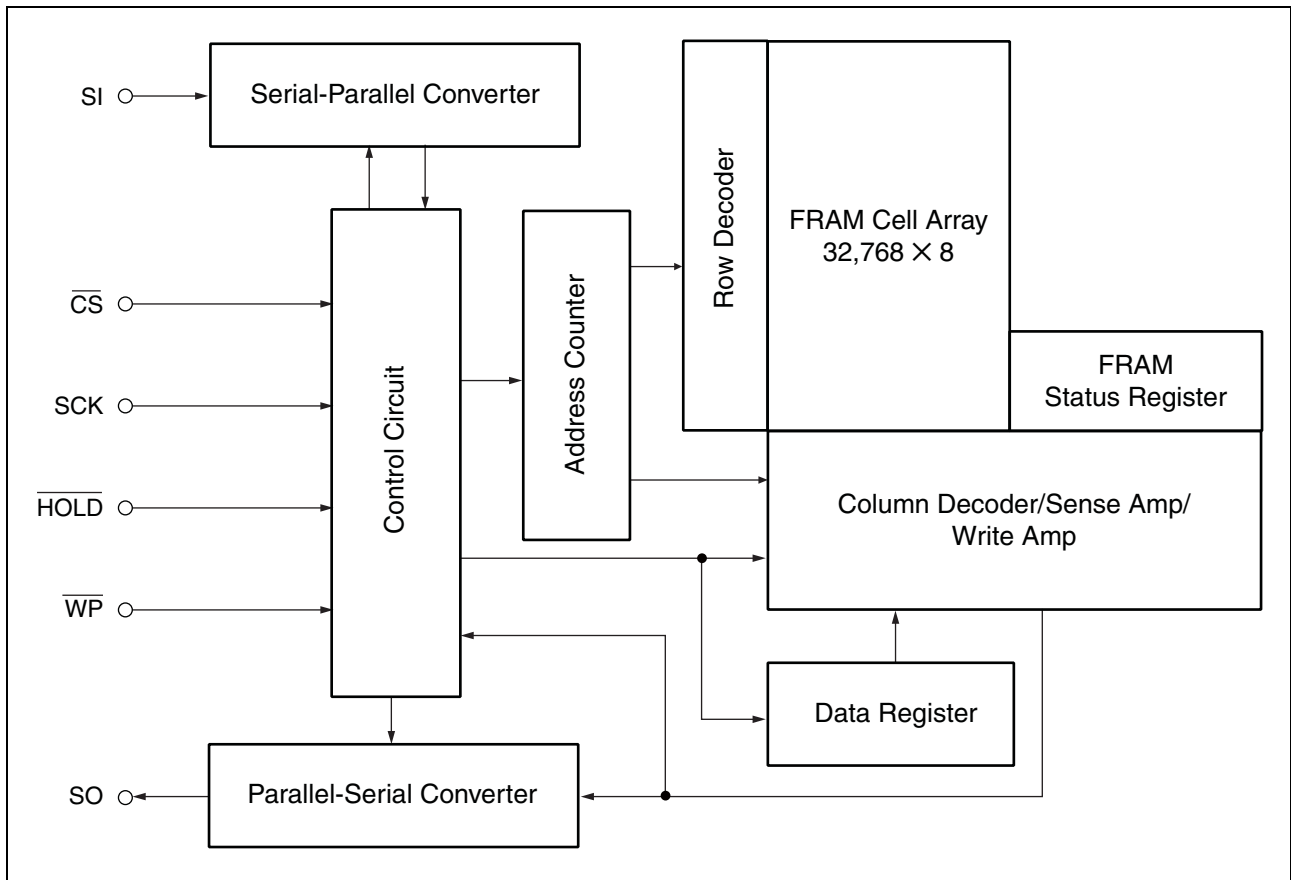 SI
Serial-Parallel Converter
Row Decoder
FRAM Cell Array
32,768 × 8
CS
SCK
HOLD
WP
Control Circuit
Address Counter
FRAM
Status Register
Column Decoder/Sense Amp/
Write Amp
Data Register
SO
Parallel-Serial Converter